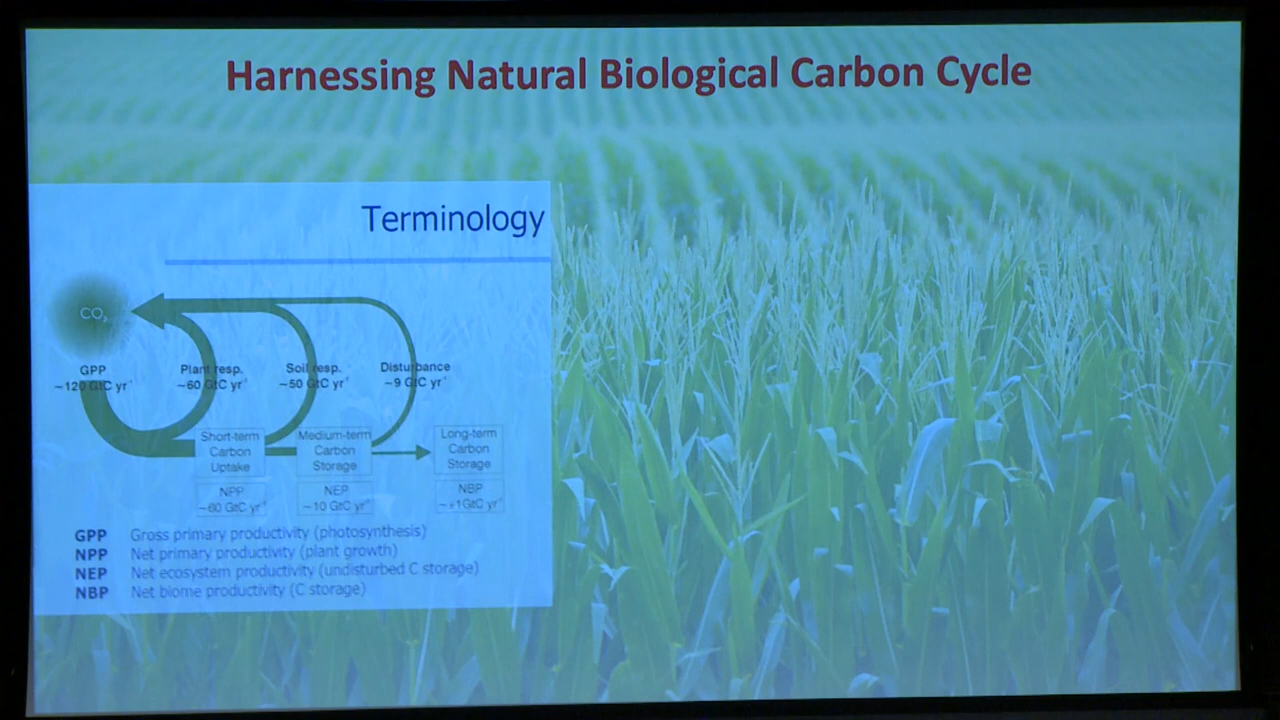 Harnessing Natural Biological Carbon Cycle
Terminology
CO₂
GPP
~120 GtC yr⁻¹
Plant resp.
~60 GtC yr⁻¹
Soil resp.
~50 GtC yr⁻¹
Disturbance
~9 GtC yr⁻¹
Short-term
Carbon
Uptake
Medium-term
Carbon
Storage
Long-term
Carbon
Storage
NPP
~60 GtC yr⁻¹
NEP
~10 GtC yr⁻¹
NBP
~+1GtC yr⁻¹
GPP Gross primary productivity (photosynthesis)
NPP Net primary productivity (plant growth)
NEP Net ecosystem productivity (undisturbed C storage)
NBP Net biome productivity (C storage)